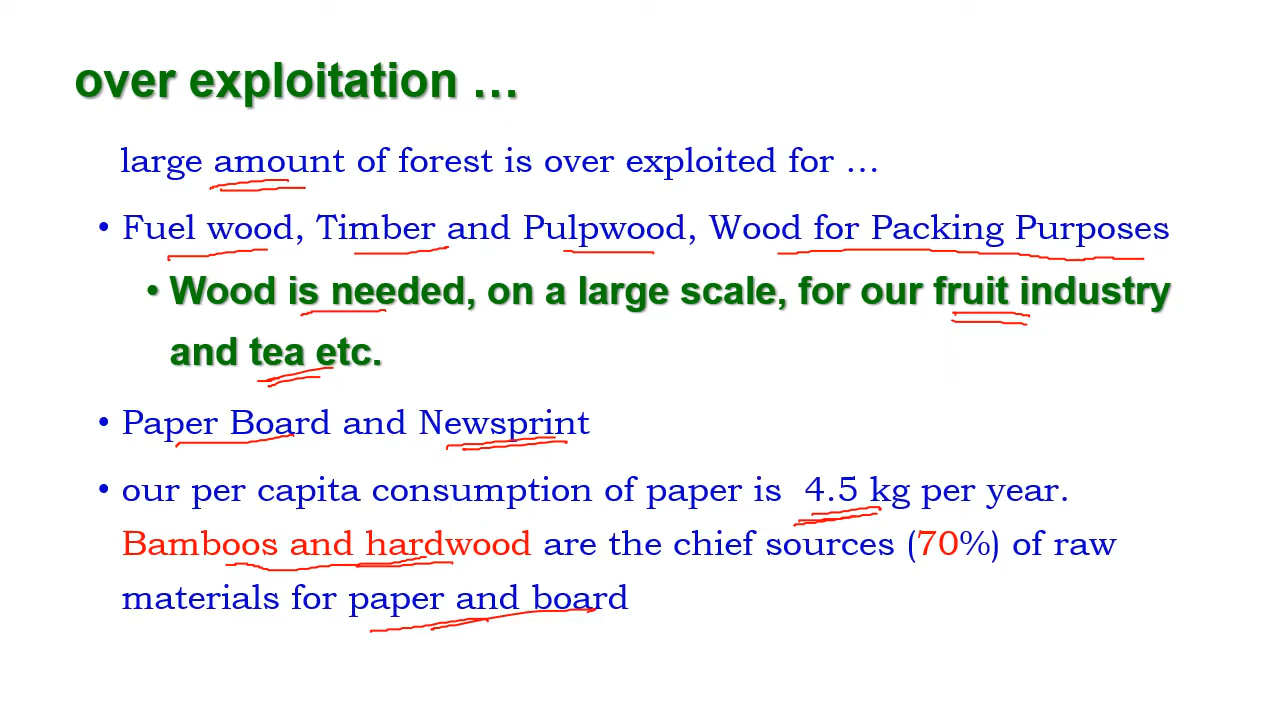 over exploitation …
large amount of forest is over exploited for …
• Fuel wood, Timber and Pulpwood, Wood for Packing Purposes
• Wood is needed, on a large scale, for our fruit industry
and tea etc.
• Paper Board and Newsprint
• our per capita consumption of paper is 4.5 kg per year.
Bamboos and hardwood are the chief sources (70%) of raw
materials for paper and board